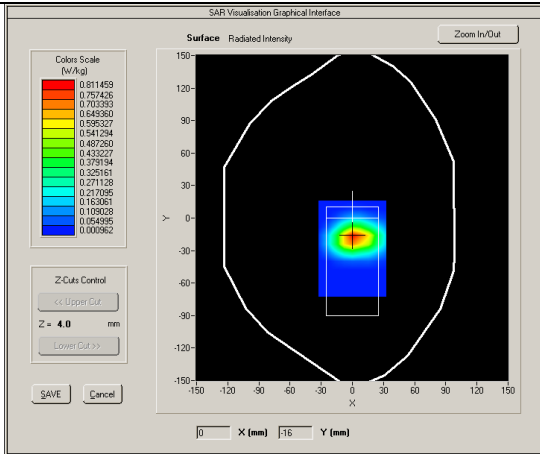 SAR Visualisation Graphical Interface
Surface Radiated Intensity
Zoom In/Out
Colors Scale
(W/kg)
0.811459
0.757426
0.703393
0.649360
0.595327
0.541294
0.487260
0.433227
0.379194
0.325161
0.271128
0.217095
0.163061
0.109028
0.054995
0.000962
Z-Cuts Control
<< Upper Cut
Z = 4.0 mm
Lower Cut >>
SAVE Cancel
150
120
90
60
30
0
-30
-60
-90
-120
-150
Y
-150 -120 -90 -60 -30 0 30 60 90 120 150
X
0 X (mm) -16 Y (mm)